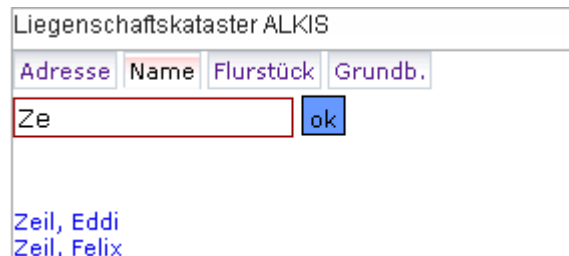 Liegenschaftskataster ALKIS
Adresse Name Flurstück Grundb.
Ze ok
Zeil, Eddi
Zeil, Felix